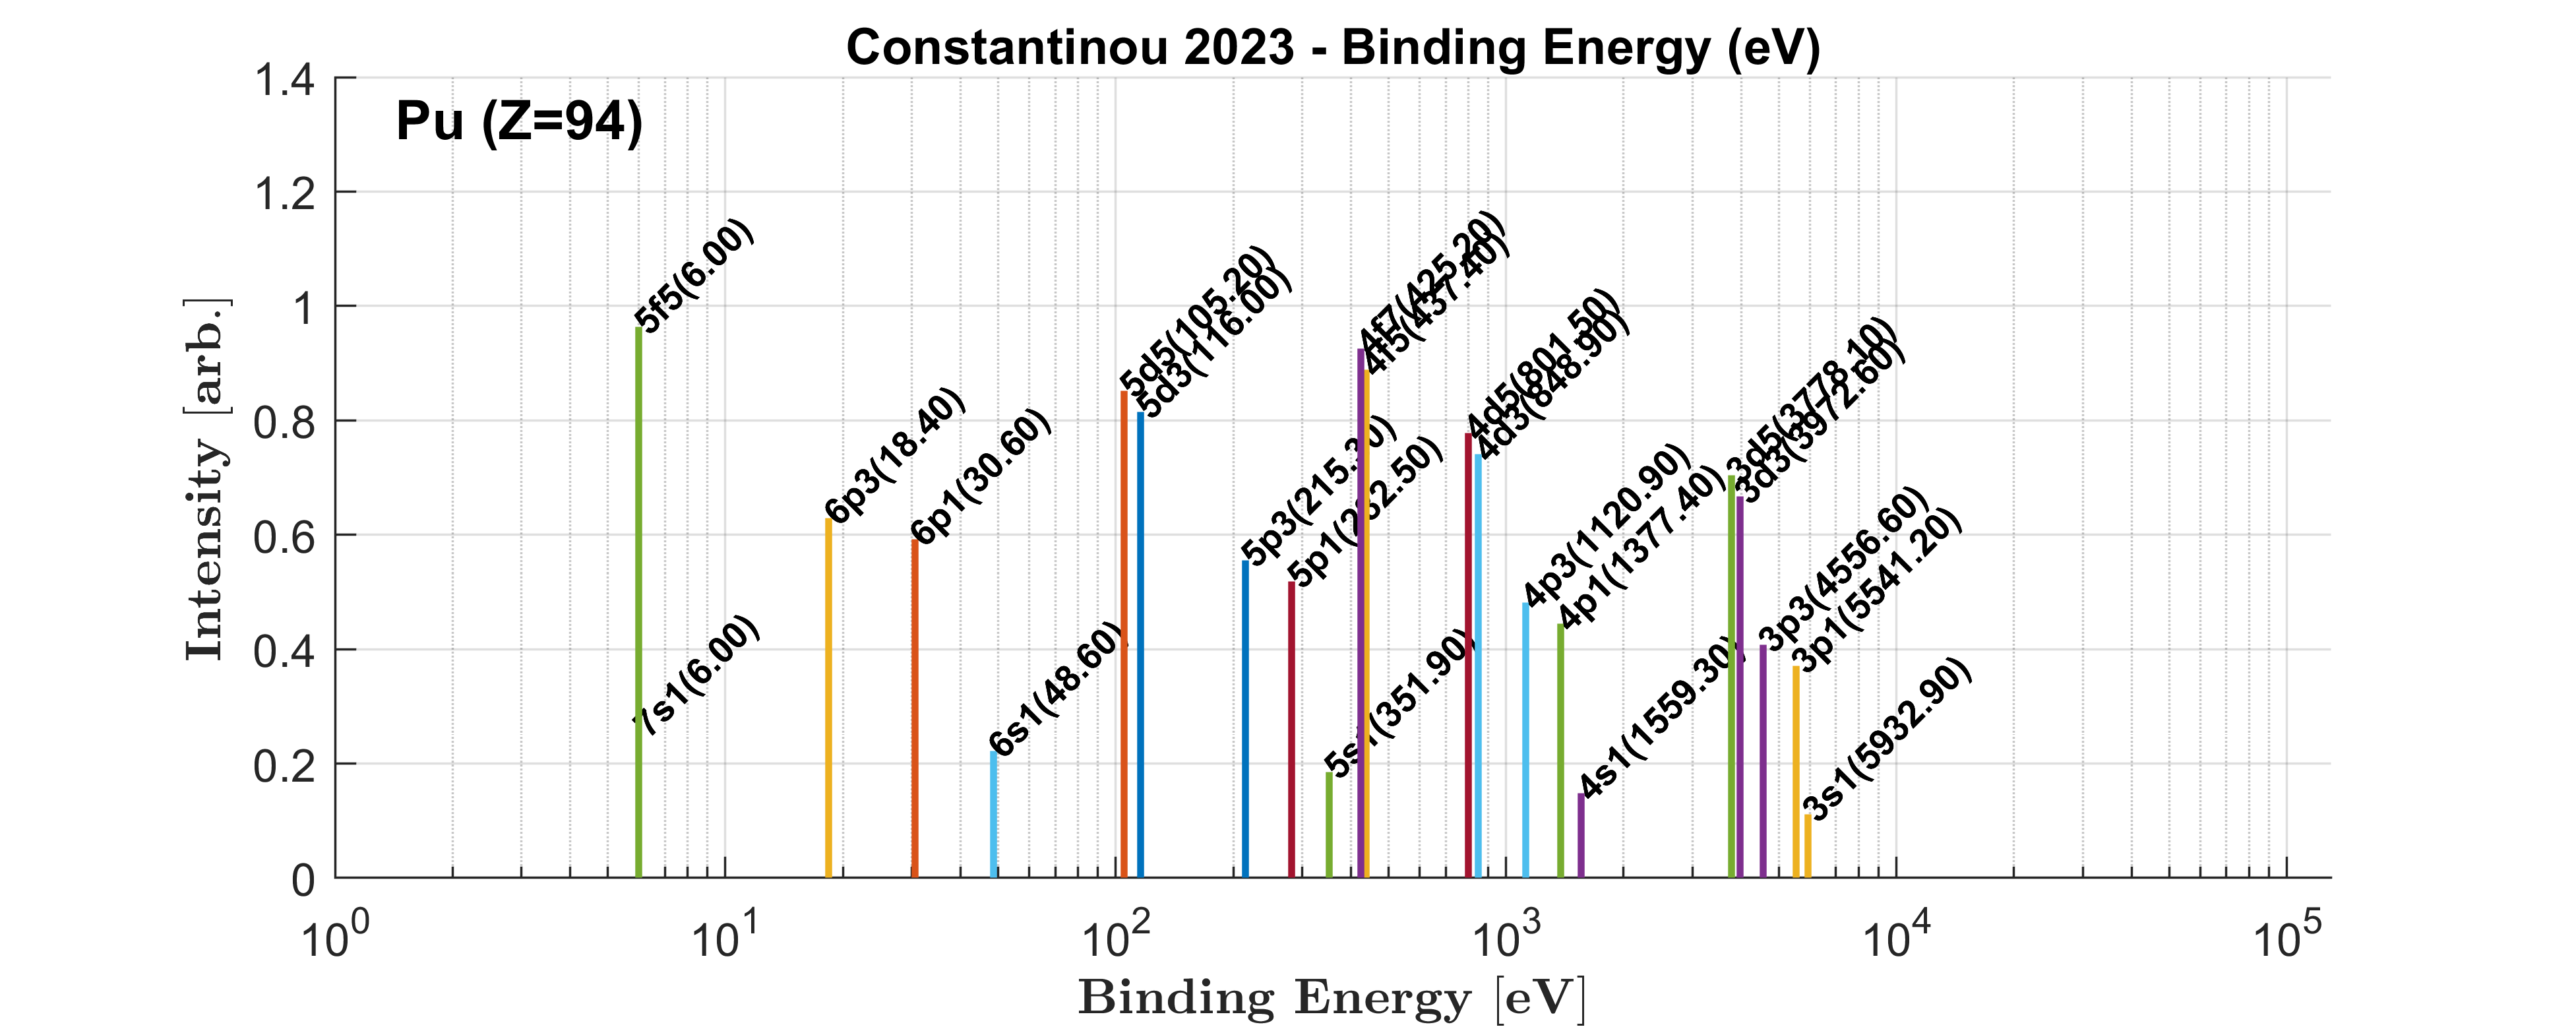 Constantinou 2023 - Binding Energy (eV)
Pu (Z=94)
Intensity [arb.]
1.4
1.2
1
0.8
0.6
0.4
0.2
0
5f5(6.00)
7s1(6.00)
6p3(18.40)
6p1(30.60)
6s1(48.60)
5d5(105.20)
5d3(116.00)
5p3(215.30)
5p1(282.50)
5s1(351.90)
4f7(425.20)
4f5(437.40)
4d5(801.50)
4d3(848.90)
4p3(1120.90)
4p1(1377.40)
4s1(1559.30)
3d5(3778.10)
3d3(3972.60)
3p3(4556.60)
3p1(5541.20)
3s1(5932.90)
10^0 10^1 10^2 10^3 10^4 10^5
Binding Energy [eV]